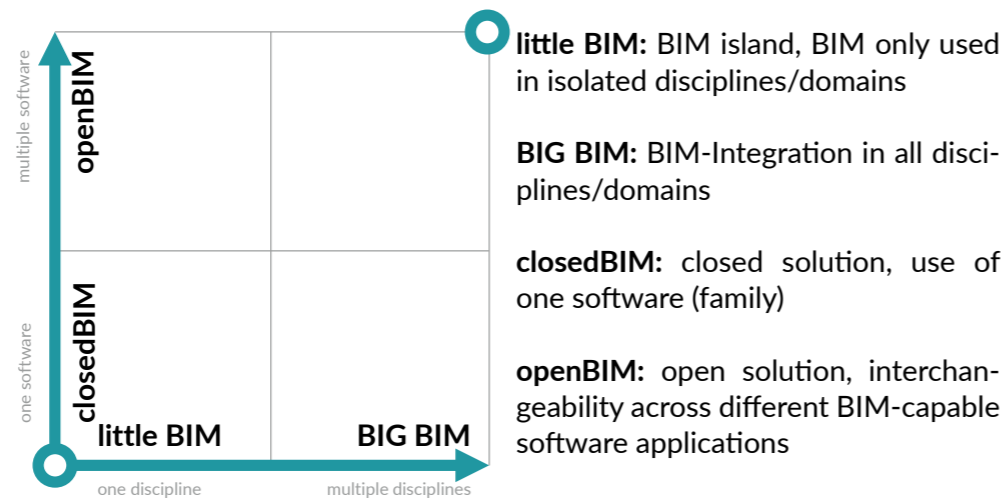 multiple software
openBIM
one software
closedBIM
little BIM
BIG BIM
one discipline
multiple disciplines
little BIM: BIM island, BIM only used
in isolated disciplines/domains
BIG BIM: BIM-Integration in all disci-
plines/domains
closedBIM: closed solution, use of
one software (family)
openBIM: open solution, interchan-
geability across different BIM-capable
software applications